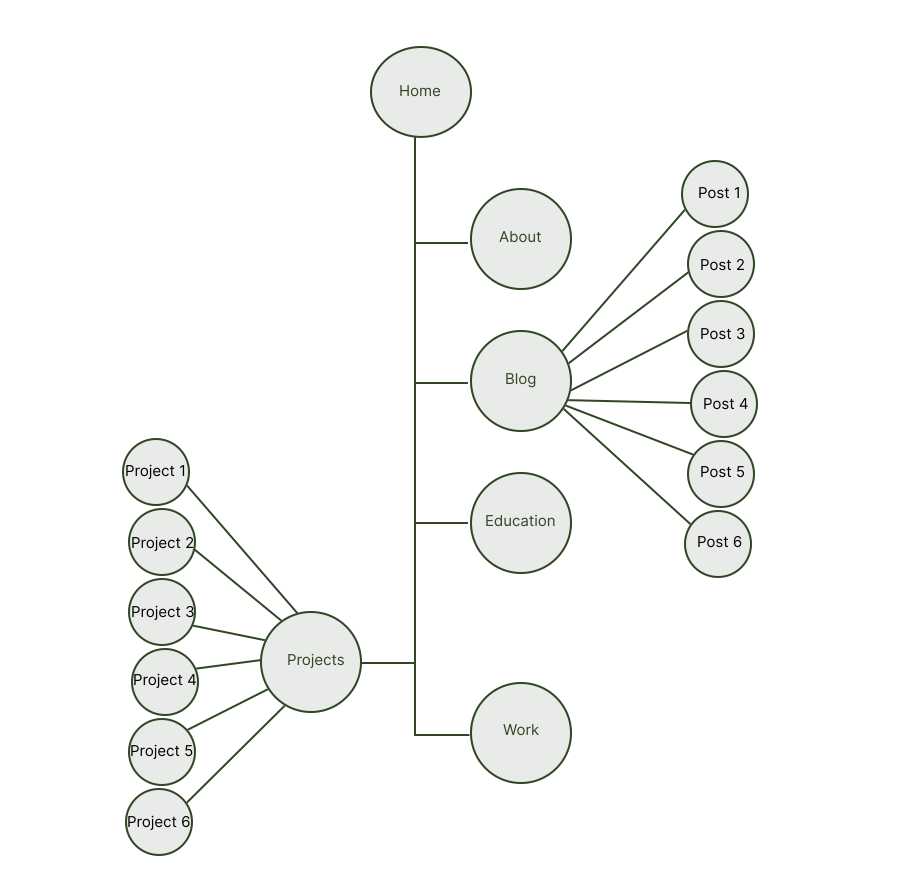 Home
About
Blog
Post 1
Post 2
Post 3
Post 4
Post 5
Post 6
Education
Projects
Project 1
Project 2
Project 3
Project 4
Project 5
Project 6
Work